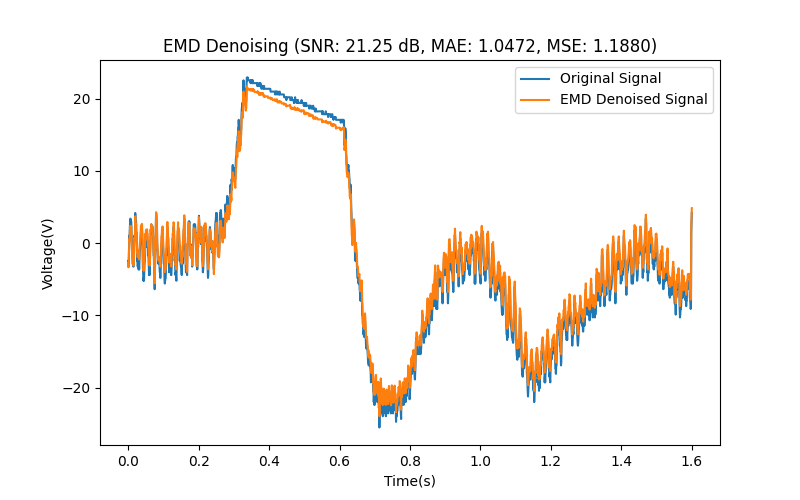 EMD Denoising (SNR: 21.25 dB, MAE: 1.0472, MSE: 1.1880)
Original Signal
EMD Denoised Signal
Voltage(V)
20
10
0
−10
−20
0.0 0.2 0.4 0.6 0.8 1.0 1.2 1.4 1.6
Time(s)